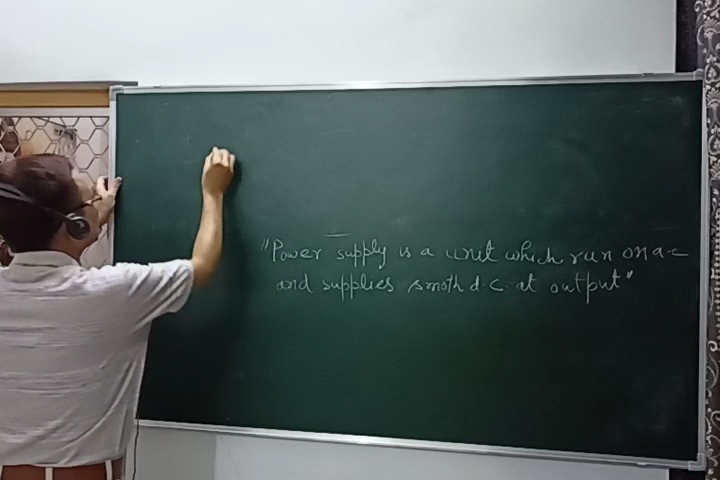 "Power supply is a unit which run on a-c
and supplies smoth d.c. at output"